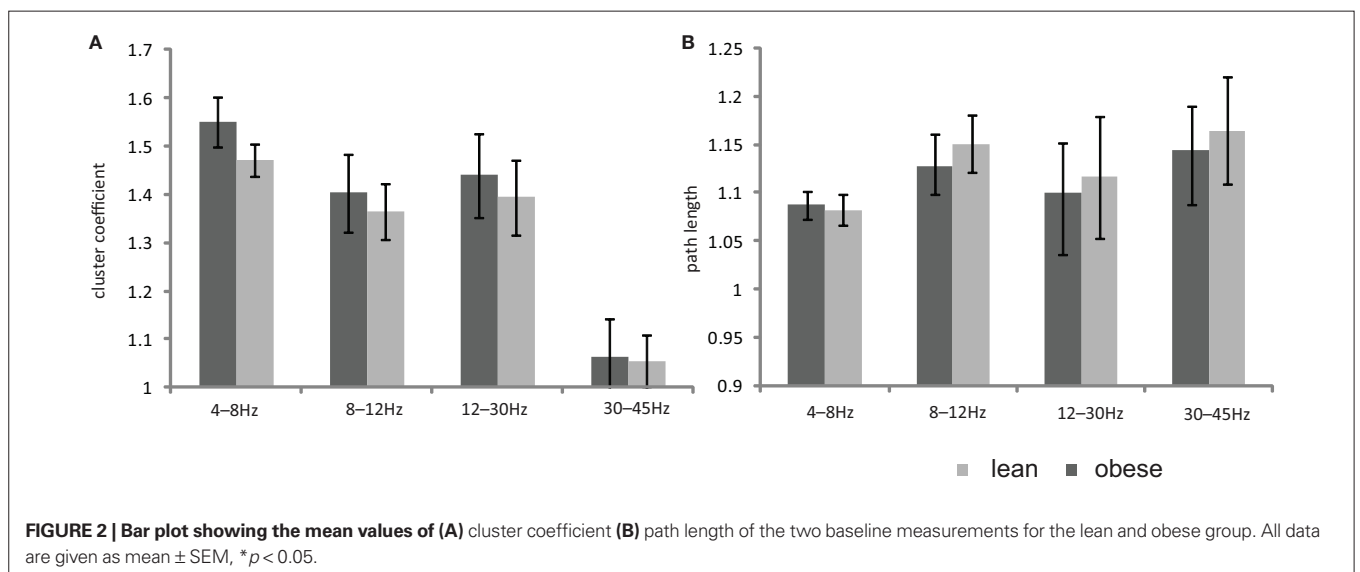 A
1.7
1.6
1.5
1.4
1.3
1.2
1.1
1
cluster coefficient
4–8Hz 8–12Hz 12–30Hz 30–45Hz
B
1.25
1.2
1.15
1.1
1.05
1
0.95
0.9
path length
4–8Hz 8–12Hz 12–30Hz 30–45Hz
lean obese
FIGURE 2 | Bar plot showing the mean values of (A) cluster coefficient (B) path length of the two baseline measurements for the lean and obese group. All data
are given as mean ± SEM, *p < 0.05.